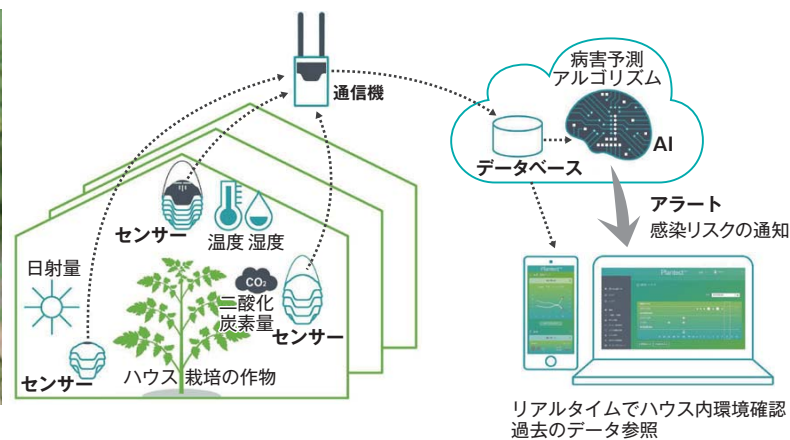 病害予測
アルゴリズム
通信機
AI
データベース
センサー
温度 湿度
アラート
感染リスクの通知
日射量
CO₂
二酸化
炭素量
センサー
センサー
ハウス 栽培の作物
Plantect
Plantect
リアルタイムでハウス内環境確認
過去のデータ参照